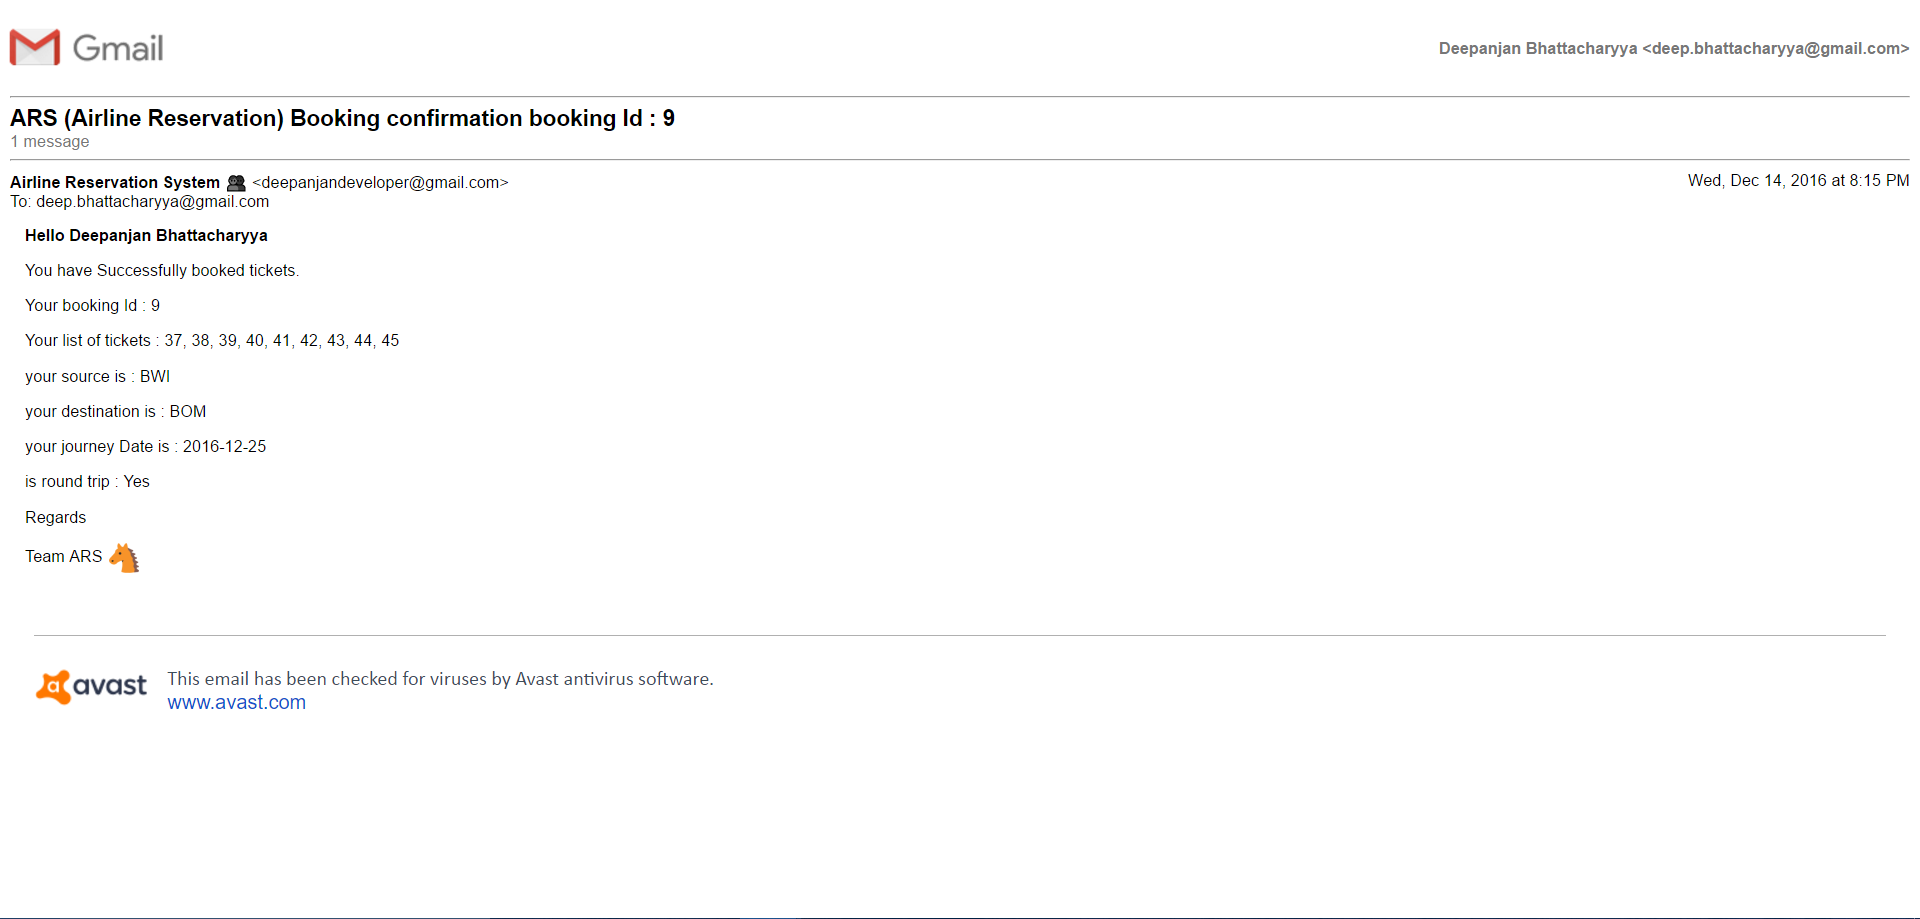 Gmail
Deepanjan Bhattacharyya <deep.bhattacharyya@gmail.com>
ARS (Airline Reservation) Booking confirmation booking Id : 9
1 message
Airline Reservation System <deepanjandeveloper@gmail.com>
Wed, Dec 14, 2016 at 8:15 PM
To: deep.bhattacharyya@gmail.com
Hello Deepanjan Bhattacharyya
You have Successfully booked tickets.
Your booking Id : 9
Your list of tickets : 37, 38, 39, 40, 41, 42, 43, 44, 45
your source is : BWI
your destination is : BOM
your journey Date is : 2016-12-25
is round trip : Yes
Regards
Team ARS
avast
This email has been checked for viruses by Avast antivirus software.
www.avast.com